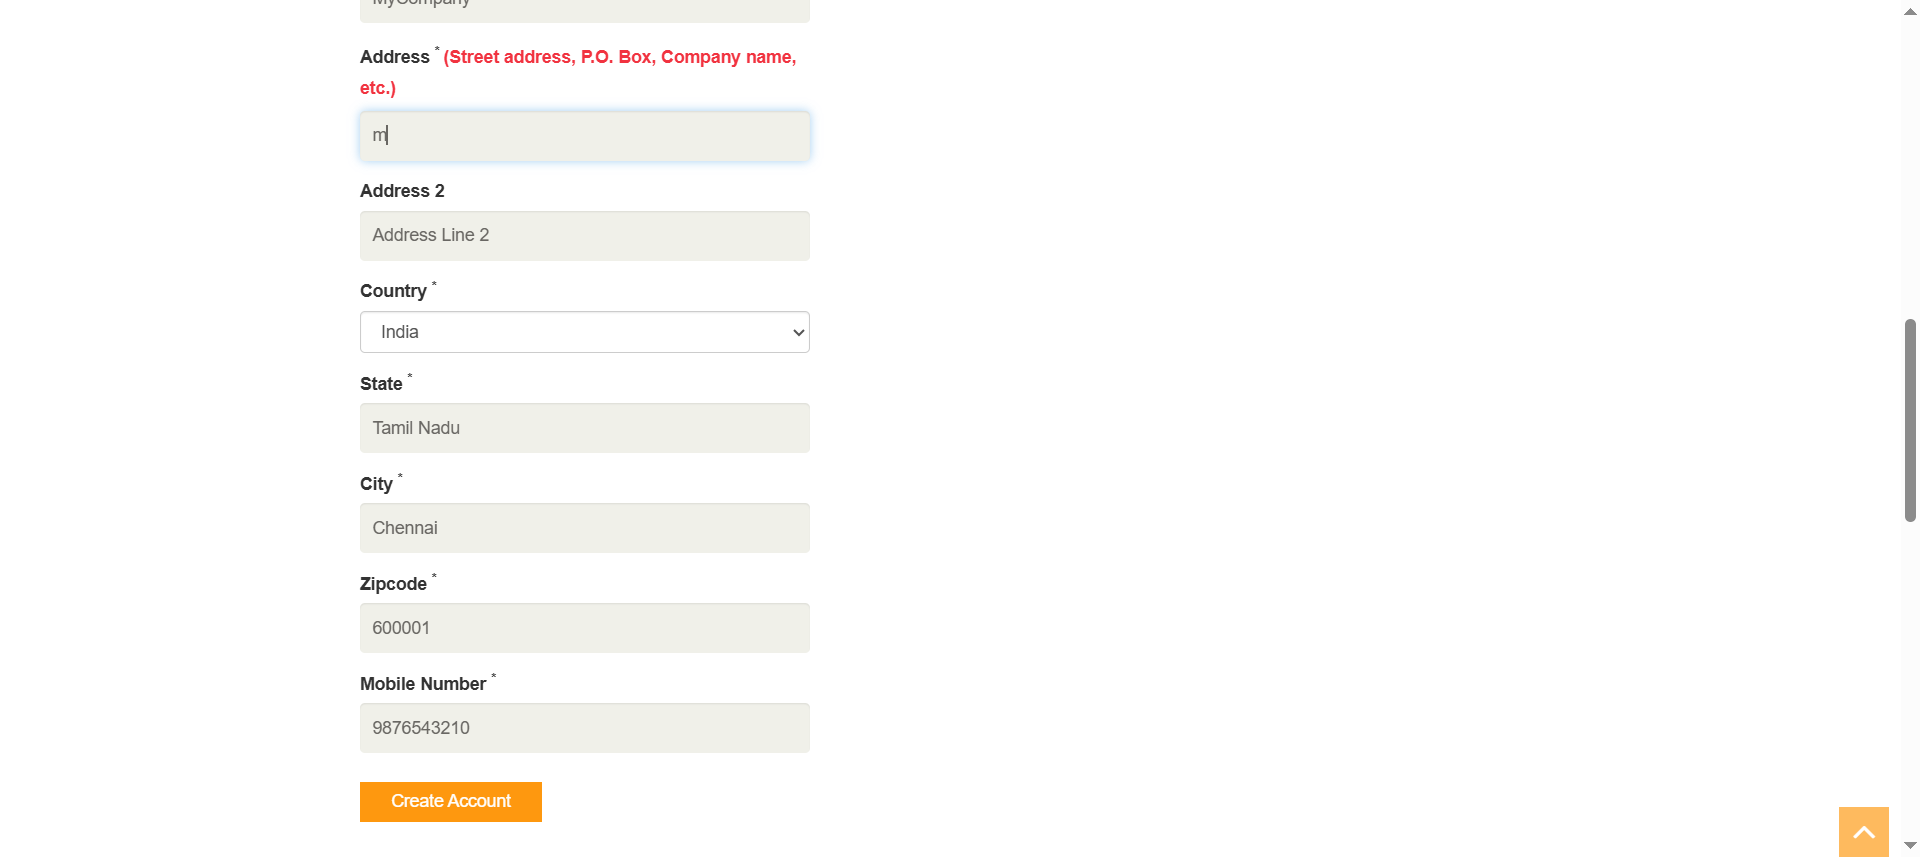 MyCompany
Address * (Street address, P.O. Box, Company name,
etc.)
m
Address 2
Address Line 2
Country *
India
State *
Tamil Nadu
City *
Chennai
Zipcode *
600001
Mobile Number *
9876543210
Create Account